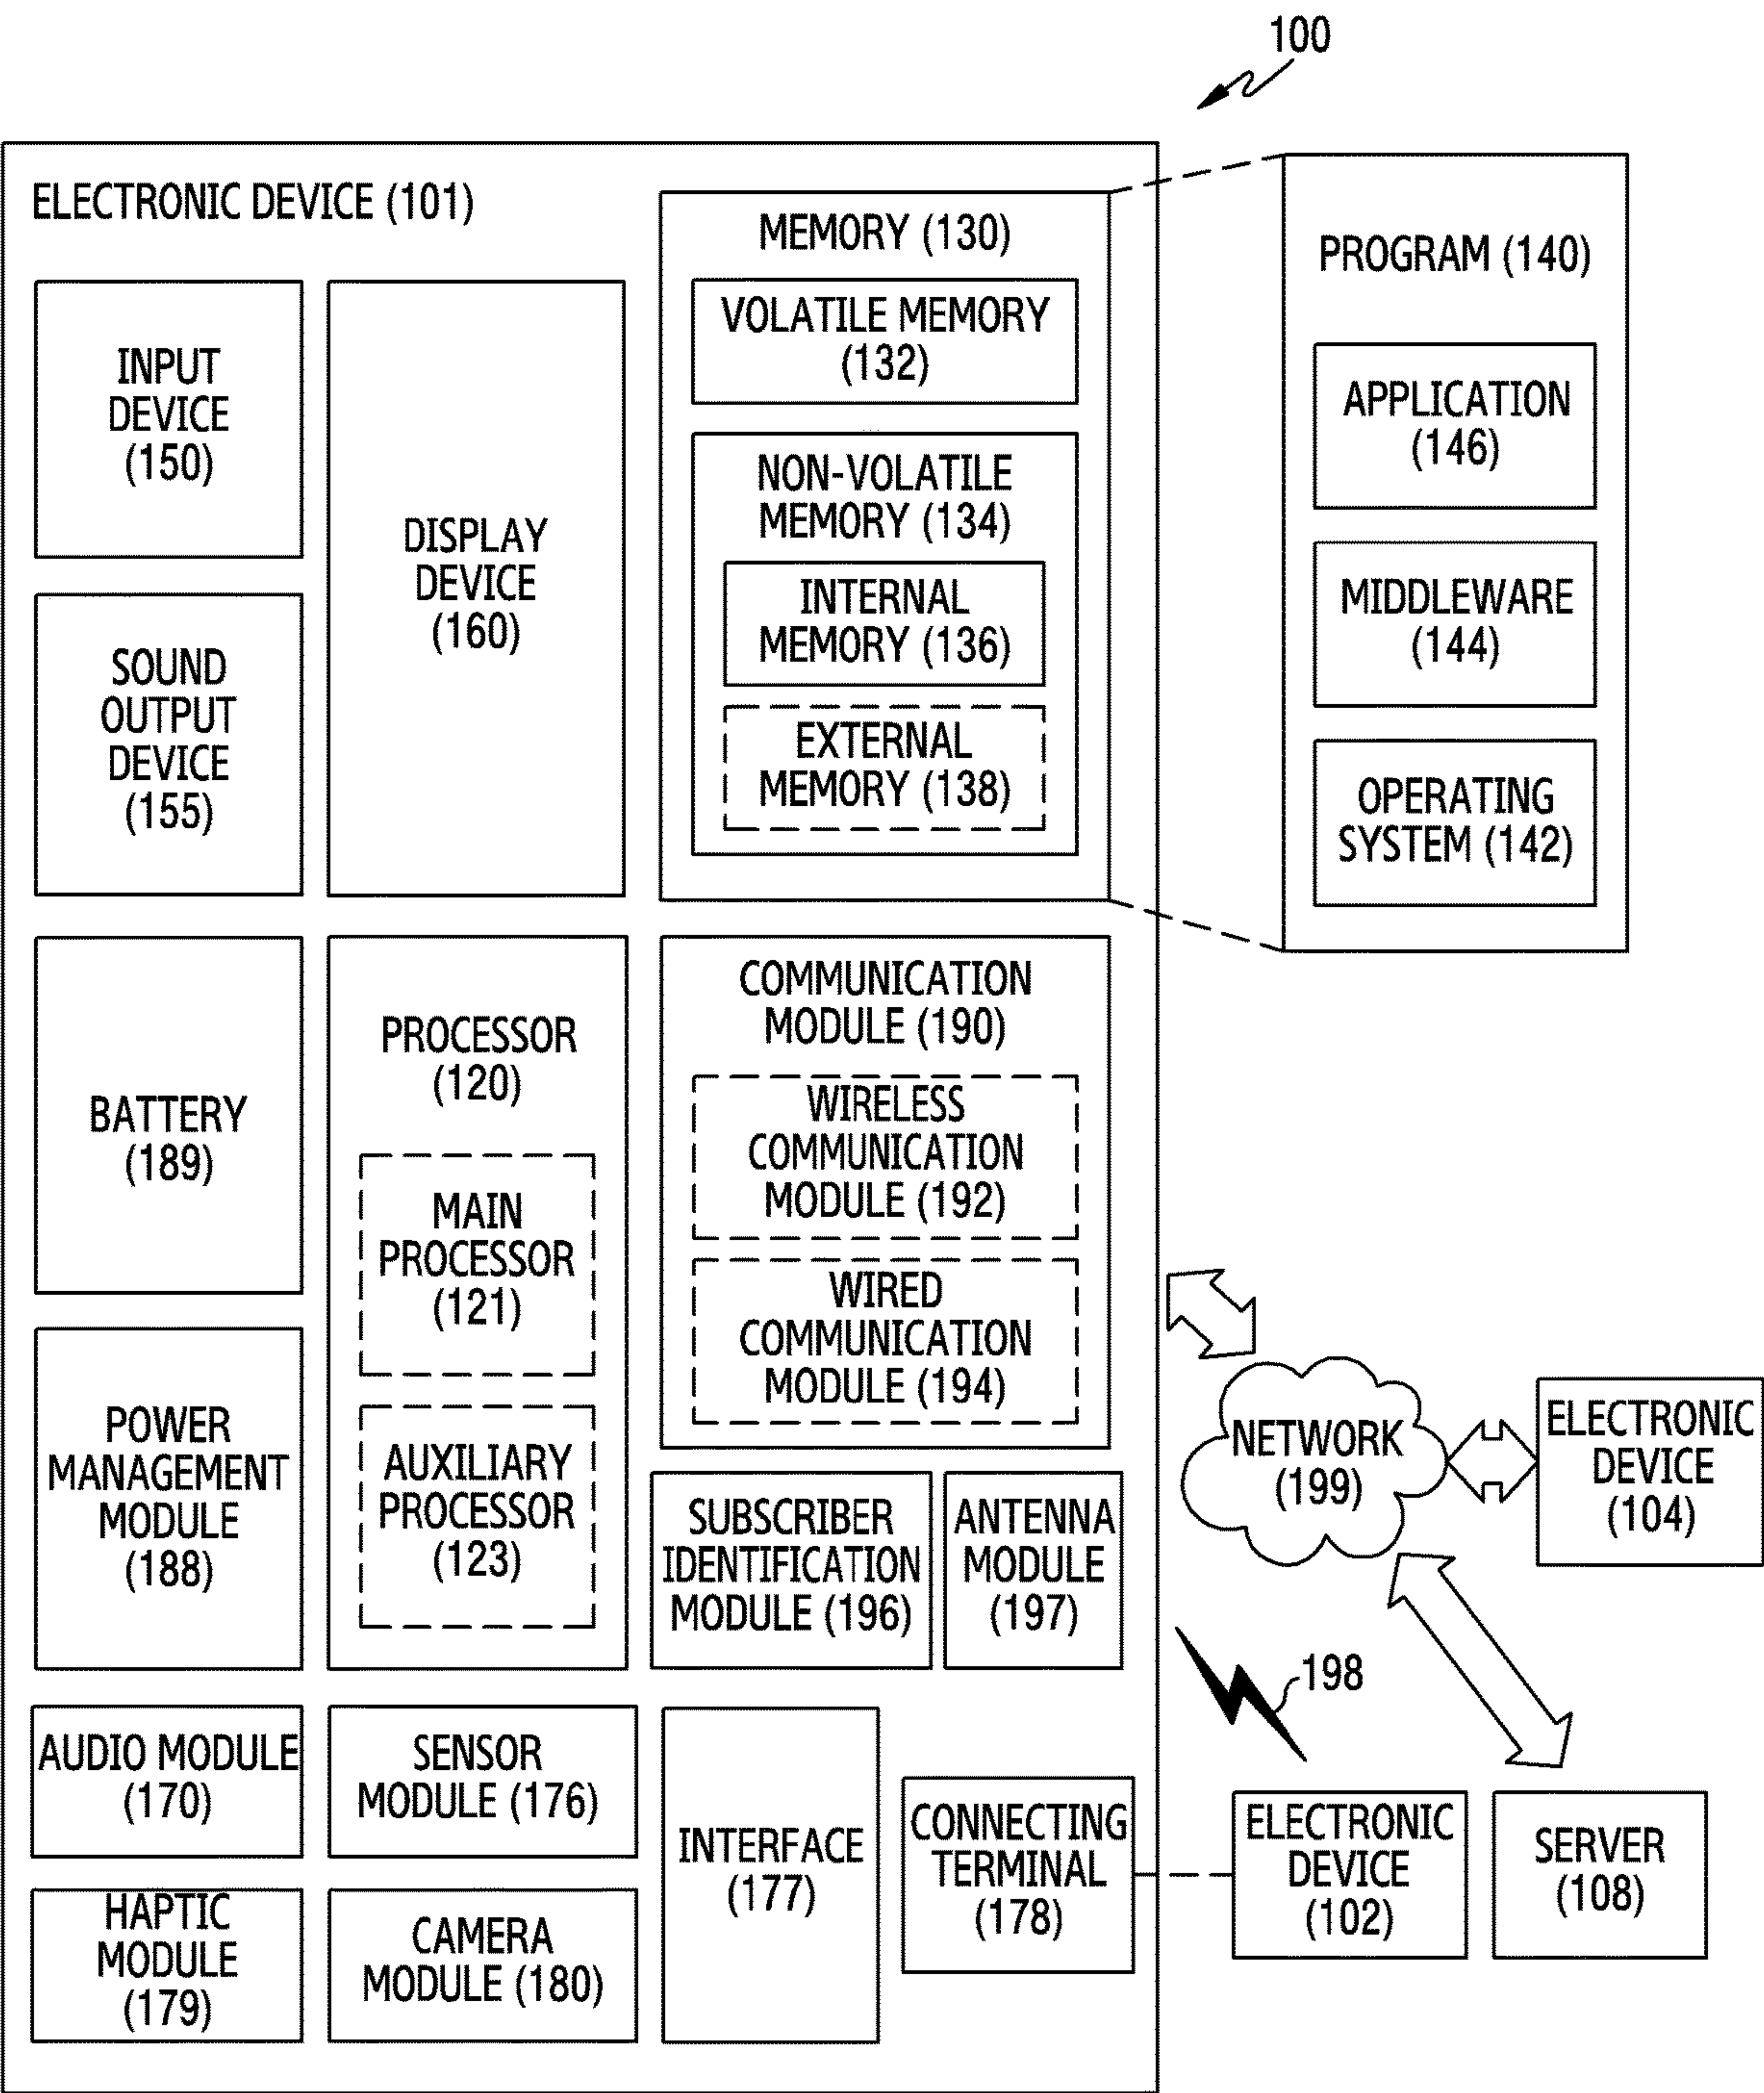 100
ELECTRONIC DEVICE (101)
INPUT
DEVICE
(150)
DISPLAY
DEVICE
(160)
SOUND
OUTPUT
DEVICE
(155)
MEMORY (130)
VOLATILE MEMORY
(132)
NON-VOLATILE
MEMORY (134)
INTERNAL
MEMORY (136)
EXTERNAL
MEMORY (138)
PROGRAM (140)
APPLICATION
(146)
MIDDLEWARE
(144)
OPERATING
SYSTEM (142)
BATTERY
(189)
POWER
MANAGEMENT
MODULE
(188)
PROCESSOR
(120)
MAIN
PROCESSOR
(121)
AUXILIARY
PROCESSOR
(123)
COMMUNICATION
MODULE (190)
WIRELESS
COMMUNICATION
MODULE (192)
WIRED
COMMUNICATION
MODULE (194)
SUBSCRIBER
IDENTIFICATION
MODULE (196)
ANTENNA
MODULE
(197)
NETWORK
(199)
ELECTRONIC
DEVICE
(104)
198
AUDIO MODULE
(170)
SENSOR
MODULE (176)
HAPTIC
MODULE
(179)
CAMERA
MODULE (180)
INTERFACE
(177)
CONNECTING
TERMINAL
(178)
ELECTRONIC
DEVICE
(102)
SERVER
(108)